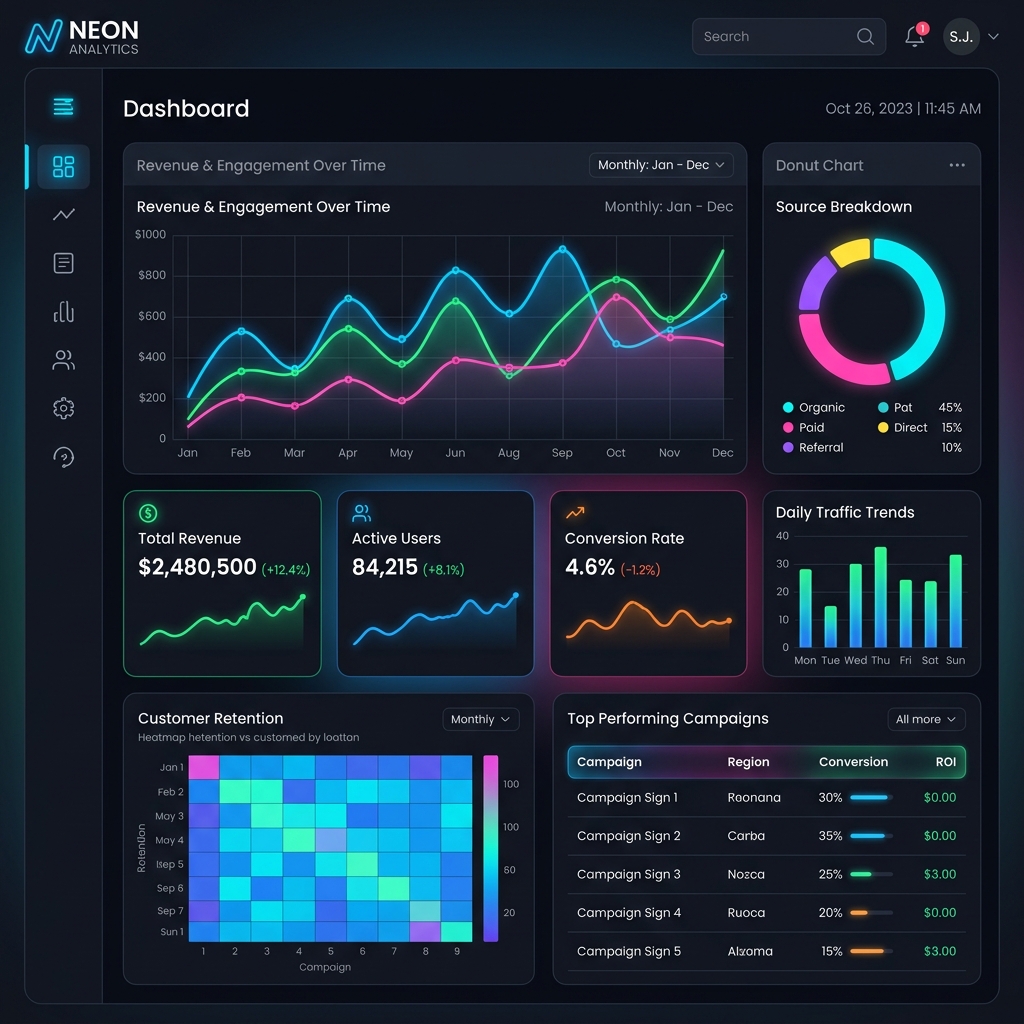 NEON
ANALYTICS
Search
1
S.J.
Dashboard
Oct 26, 2023 | 11:45 AM
Revenue & Engagement Over Time
Monthly: Jan - Dec
Revenue & Engagement Over Time
Monthly: Jan - Dec
$1000
$800
$600
$400
$200
0
Jan Feb Mar Apr May Jun Aug Sep Oct Nov Dec
Donut Chart
Source Breakdown
Organic Pat 45%
Paid Direct 15%
Referral 10%
$
Total Revenue
$2,480,500 (+12,4%)
Active Users
84,215 (+8.1%)
Conversion Rate
4.6% (-1.2%)
Daily Traffic Trends
40
30
20
10
0
Mon Tue Wed Thu Fri Sat Sun
Customer Retention
Monthly
Heatmap hetention vs customed by loattan
Jan 1
Feb 2
May 3
May 4
5
Sep 6
Sep 7
Sun 1
1 2 3 4 5 6 7 8 9
Campaign
100
100
60
20
Top Performing Campaigns
All more
Campaign Region Conversion ROI
Campaign Sign 1 30% $0.00
Campaign Sign 2 Carba 35% $0.00
Campaign Sign 3 25% $3.00
Campaign Sign 4 Ruoca 20% $0.00
Campaign Sign 5 15% $3.00